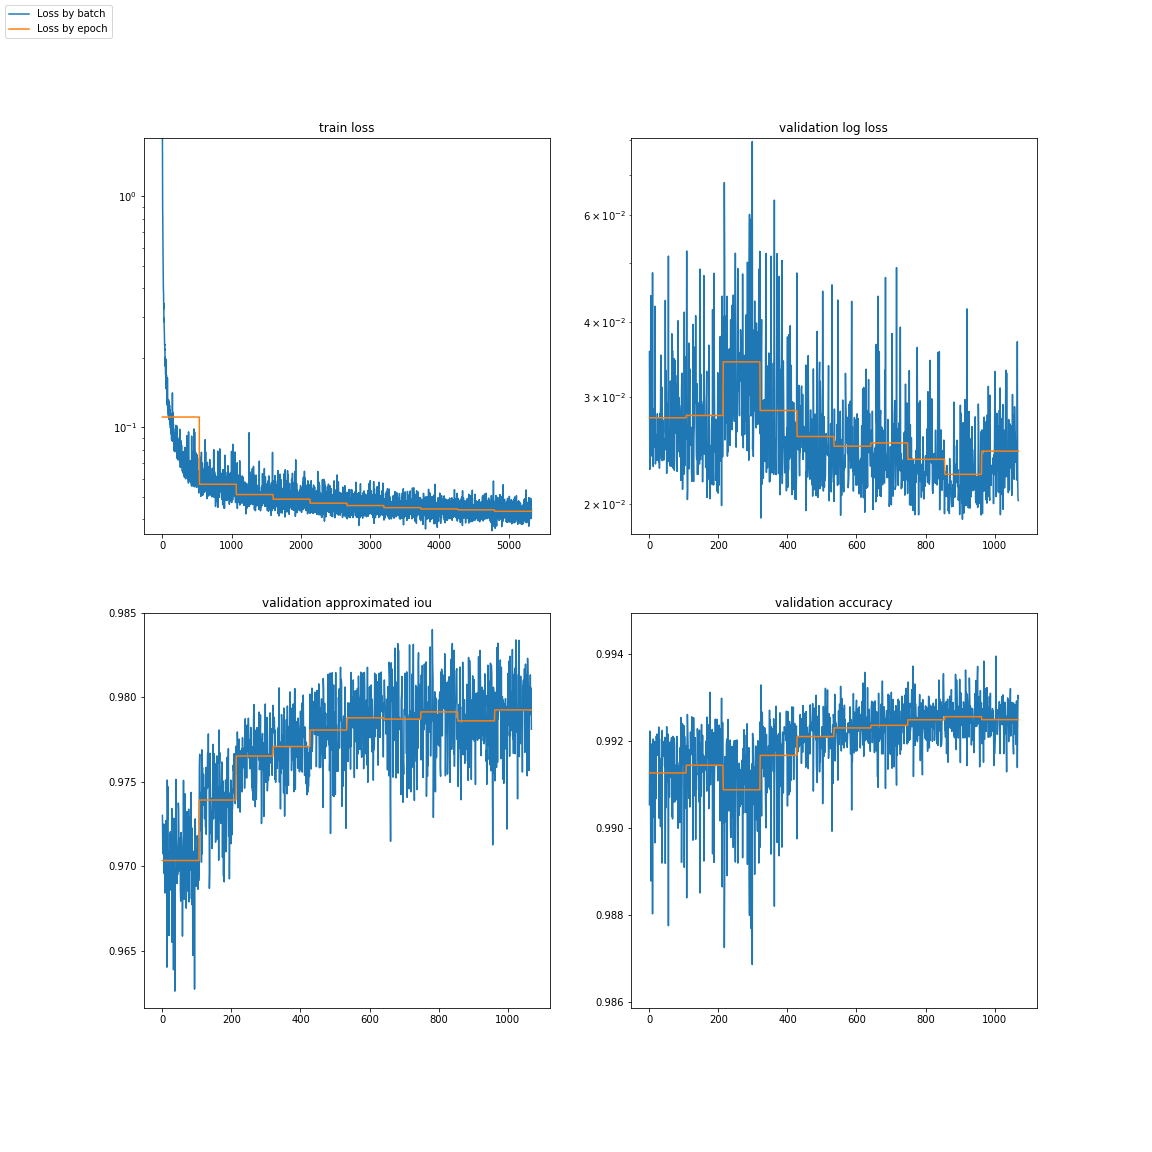 Loss by batch
Loss by epoch
train loss
10⁰
10⁻¹
0 1000 2000 3000 4000 5000
validation log loss
6 × 10⁻²
4 × 10⁻²
3 × 10⁻²
2 × 10⁻²
0 200 400 600 800 1000
validation approximated iou
0.985
0.980
0.975
0.970
0.965
0 200 400 600 800 1000
validation accuracy
0.994
0.992
0.990
0.988
0.986
0 200 400 600 800 1000